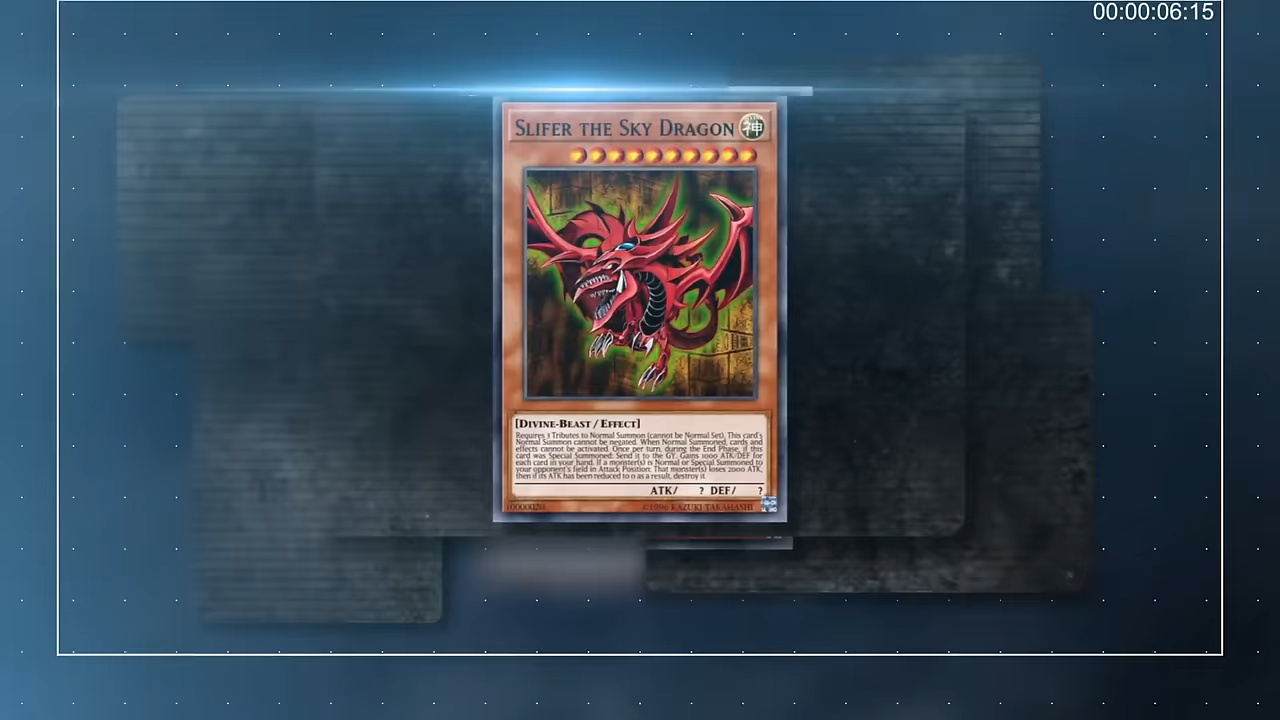 00:00:06:15
SLIFER THE SKY DRAGON 神
[DIVINE-BEAST / EFFECT]
Requires 3 Tributes to Normal Summon (cannot be Normal Set). This card's
Normal Summon cannot be negated. When Normal Summoned, cards and
effects cannot be activated. Once per turn, during the End Phase, if this
card was Special Summoned: Send it to the GY. Gains 1000 ATK/DEF for
each card in your hand. If a monster(s) is Normal or Special Summoned to
your opponent's field in Attack Position: That monster(s) loses 2000 ATK,
then if its ATK has been reduced to 0 as a result, destroy it.
ATK/ ? DEF/ ?
10000020 ©1996 KAZUKI TAKAHASHI